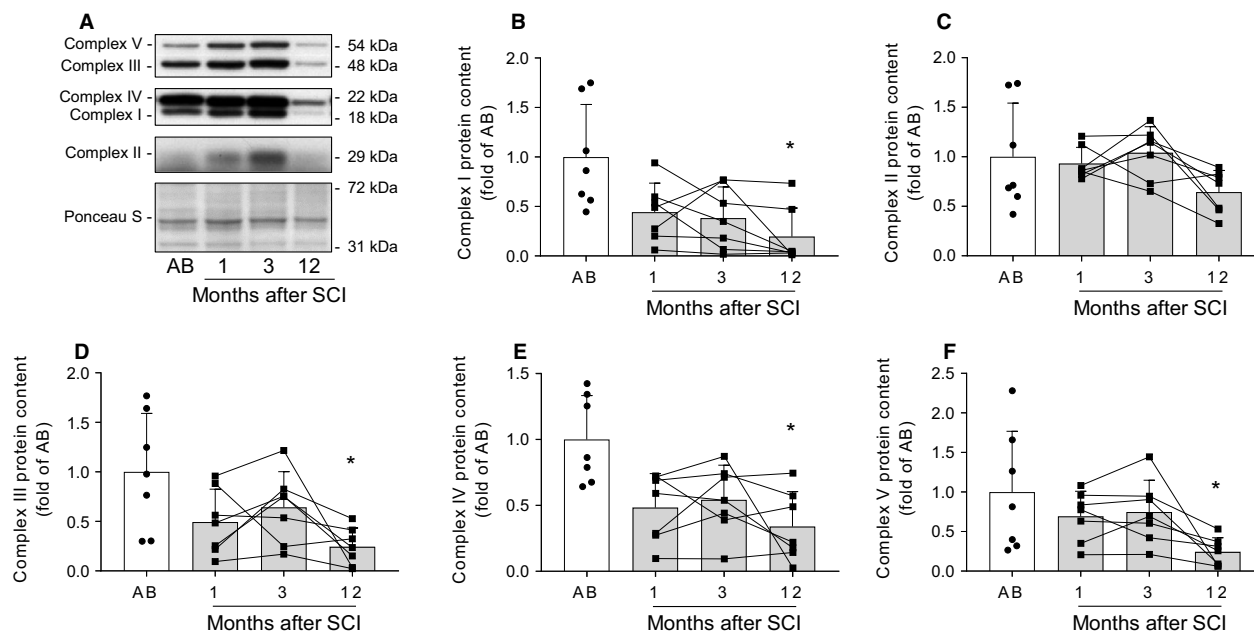 A
Complex V -
- 54 kDa
Complex III -
- 48 kDa
Complex IV -
- 22 kDa
Complex I -
- 18 kDa
Complex II -
- 29 kDa
- 72 kDa
Ponceau S -
- 31 kDa
AB 1 3 12
Months after SCI
B
Complex I protein content
(fold of AB)
2.0
1.5
1.0
0.5
0.0
*
AB 1 3 12
Months after SCI
C
Complex II protein content
(fold of AB)
2.0
1.5
1.0
0.5
0.0
AB 1 3 12
Months after SCI
D
Complex III protein content
(fold of AB)
2.0
1.5
1.0
0.5
0.0
*
AB 1 3 12
Months after SCI
E
Complex IV protein content
(fold of AB)
1.5
1.0
0.5
0.0
*
AB 1 3 12
Months after SCI
F
Complex V protein content
(fold of AB)
2.5
2.0
1.5
1.0
0.5
0.0
*
AB 1 3 12
Months after SCI